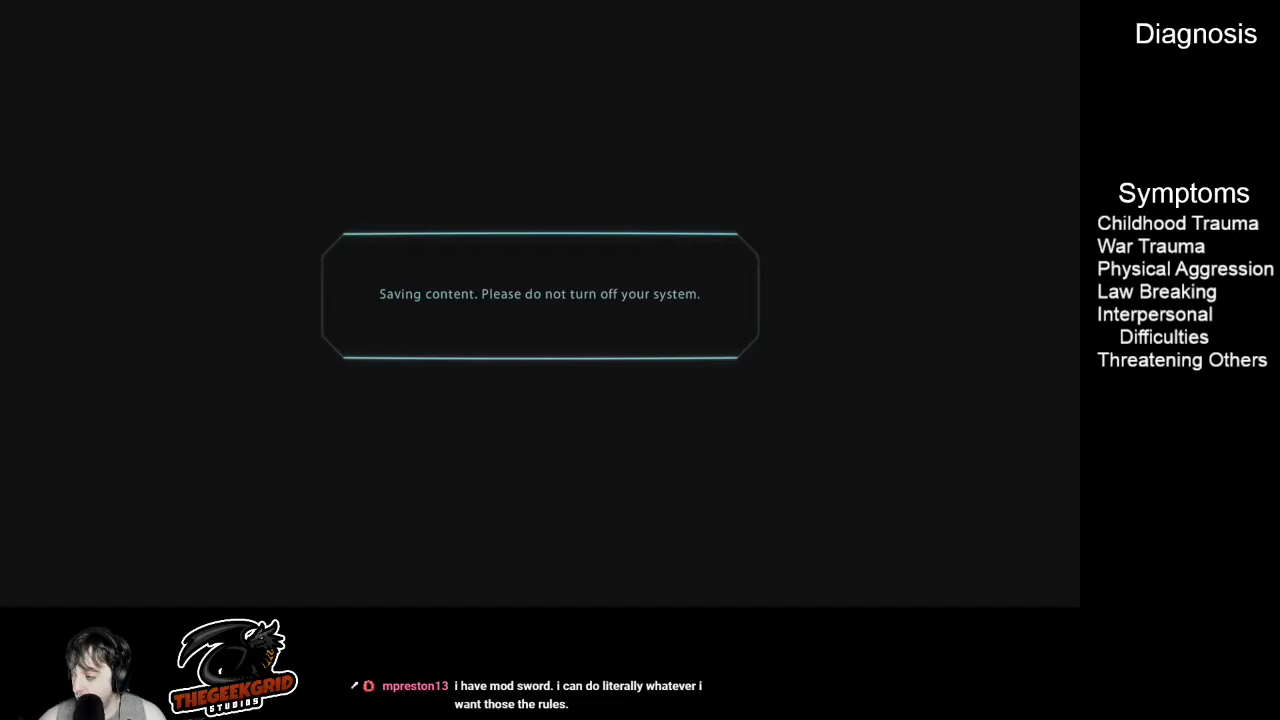 Diagnosis
Symptoms
Childhood Trauma
War Trauma
Physical Aggression
Law Breaking
Interpersonal
Difficulties
Threatening Others
Saving content. Please do not turn off your system.
THEGEEKGRID
STUDIOS
mpreston13 i have mod sword. i can do literally whatever i
want those the rules.